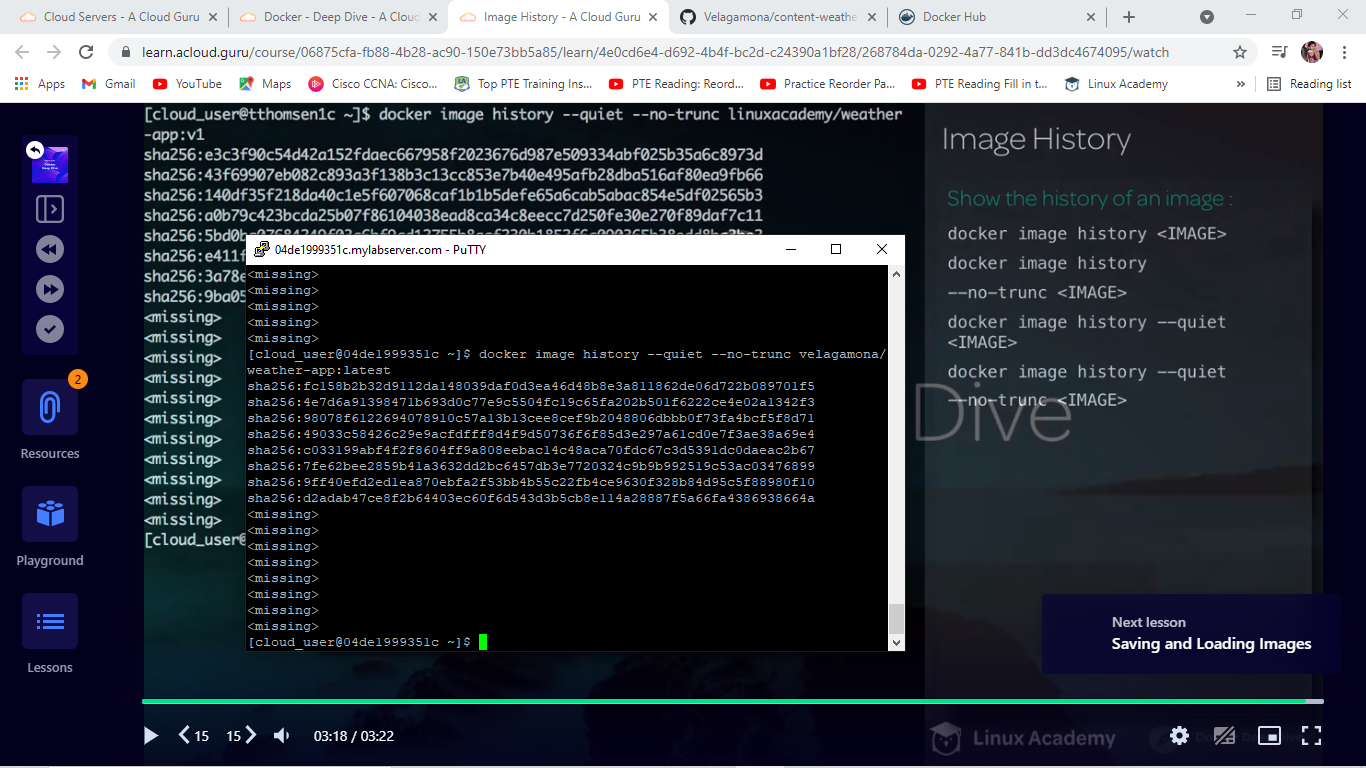 Cloud Servers - A Cloud Guru
Docker - Deep Dive - A Cloud
Image History - A Cloud Guru
Velagamona/content-weathe
Docker Hub
learn.acloud.guru/course/06875cfa-fb88-4b28-ac90-150e73bb5a85/learn/4e0cd6e4-d692-4b4f-bc2d-c24390a1bf28/268784da-0292-4a77-841b-dd3dc4674095/watch
Apps
Gmail
YouTube
Maps
Cisco CCNA: Cisco...
Top PTE Training Ins...
PTE Reading: Reord...
Practice Reorder Pa...
PTE Reading Fill in t...
Linux Academy
»
Reading list
[cloud_user@tthomsen1c ~]$ docker image history --quiet --no-trunc linuxacademy/weather
-app:v1
sha256:e3c3f90c54d42a152fdaec667958f2023676d987e509334abf025b35a6c8973d
sha256:43f69907eb082c893a3f138b3c13cc853e7b40e495afb28dba516af80ea9fb66
sha256:140df35f218da40c1e5f607068caf1b1b5defe65a6cab5abac854e5df02565b3
sha256:a0b79c423bcda25b07f86104038ead8ca34c8eecc7d250fe30e270f89daf7c11
sha256:e411f
sha256:3a78e
sha256:9ba05
<missing>
<missing>
<missing>
<missing>
<missing>
<missing>
<missing>
<missing>
<missing>
<missing>
<missing>
[cloud_user@
04de1999351c.mylabserver.com - PuTTY
<missing>
<missing>
<missing>
<missing>
<missing>
[cloud_user@04de1999351c ~]$ docker image history --quiet --no-trunc velagamona/
weather-app:latest
sha256:fc158b2b32d9112da148039daf0d3ea46d48b8e3a811862de06d722b089701f5
sha256:4e7d6a91398471b693d0c77e9c5504fc19c65fa202b501f6222ce4e02a1342f3
sha256:98078f6122694078910c57a13b13cee8cef9b2048806dbbb0f73fa4bcf5f8d71
sha256:49033c58426c29e9acfdfff8d4f9d50736f6f85d3e297a61cd0e7f3ae38a69e4
sha256:c033199abf4f2f8604ff9a808eebac14c48aca70fdc67c3d5391dc0daeac2b67
sha256:7fe62bee2859b41a3632dd2bc6457db3e7720324c9b9b992519c53ac03476899
sha256:9ff40efd2ed1ea870ebfa2f53bb4b55c22fb4ce9630f328b84d95c5f88980f10
sha256:d2adab47ce8f2b64403ec60f6d543d3b5cb8e114a28887f5a66fa4386938664a
<missing>
<missing>
<missing>
<missing>
<missing>
<missing>
<missing>
<missing>
[cloud_user@04de1999351c ~]$
Image History
Show the history of an image :
docker image history <IMAGE>
docker image history
--no-trunc <IMAGE>
docker image history --quiet
<IMAGE>
docker image history --quiet
--no-trunc <IMAGE>
Dive
2
Resources
Playground
Lessons
Next lesson
Saving and Loading Images
15
15
03:18 / 03:22
Linux Academy